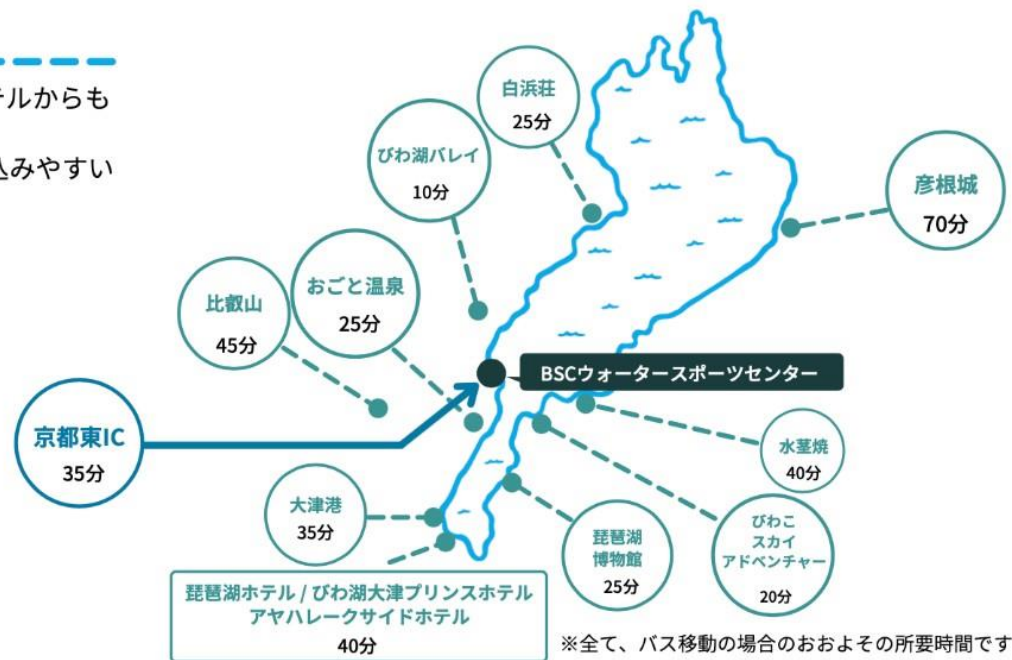 テルからも
込みやすい
白浜荘
25分
びわ湖バレイ
10分
彦根城
70分
おごと温泉
25分
比叡山
45分
BSCウォータースポーツセンター
京都東IC
35分
水茎焼
40分
大津港
35分
琵琶湖
博物館
25分
びわこ
スカイ
アドベンチャー
20分
琵琶湖ホテル / びわ湖大津プリンスホテル
アヤハレークサイドホテル
40分
※全て、バス移動の場合のおおよその所要時間です